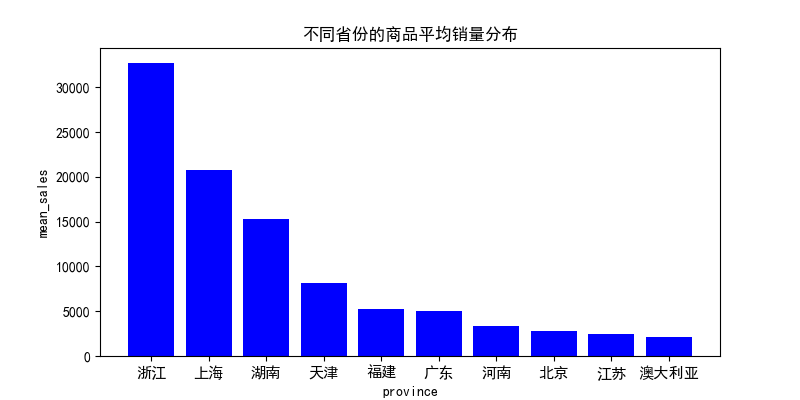 不同省份的商品平均销量分布
mean_sales
30000
25000
20000
15000
10000
5000
0
浙江 上海 湖南 天津 福建 广东 河南 北京 江苏 澳大利亚
province